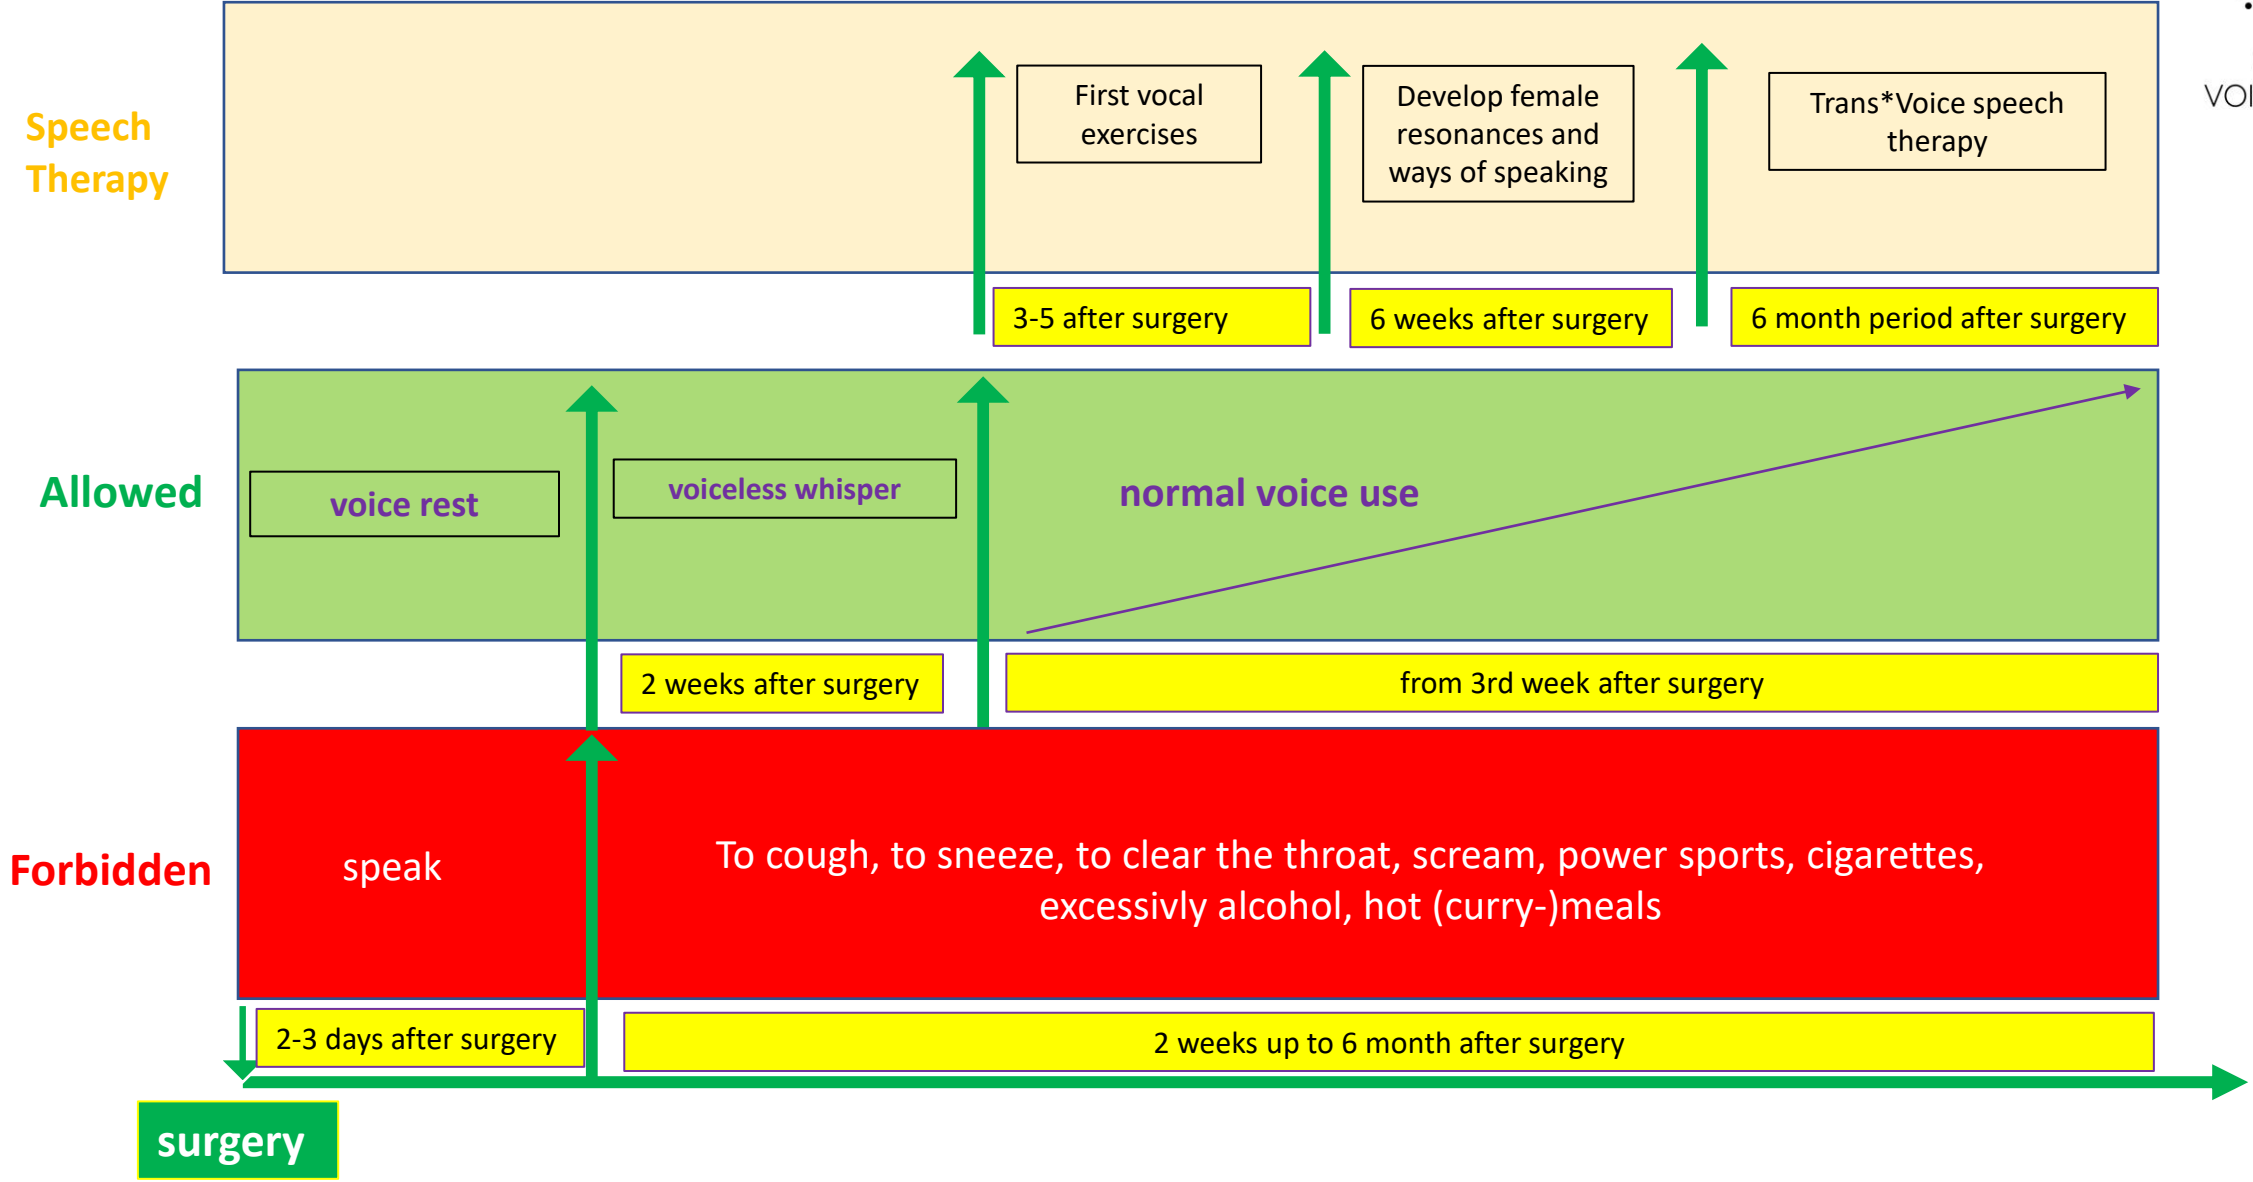 Speech
Therapy
First vocal
exercises
Develop female
resonances and
ways of speaking
Trans*Voice speech
therapy
3-5 after surgery
6 weeks after surgery
6 month period after surgery
Allowed
voice rest
voiceless whisper
normal voice use
2 weeks after surgery
from 3rd week after surgery
Forbidden
speak
To cough, to sneeze, to clear the throat, scream, power sports, cigarettes,
excessivly alcohol, hot (curry-)meals
2-3 days after surgery
2 weeks up to 6 month after surgery
surgery